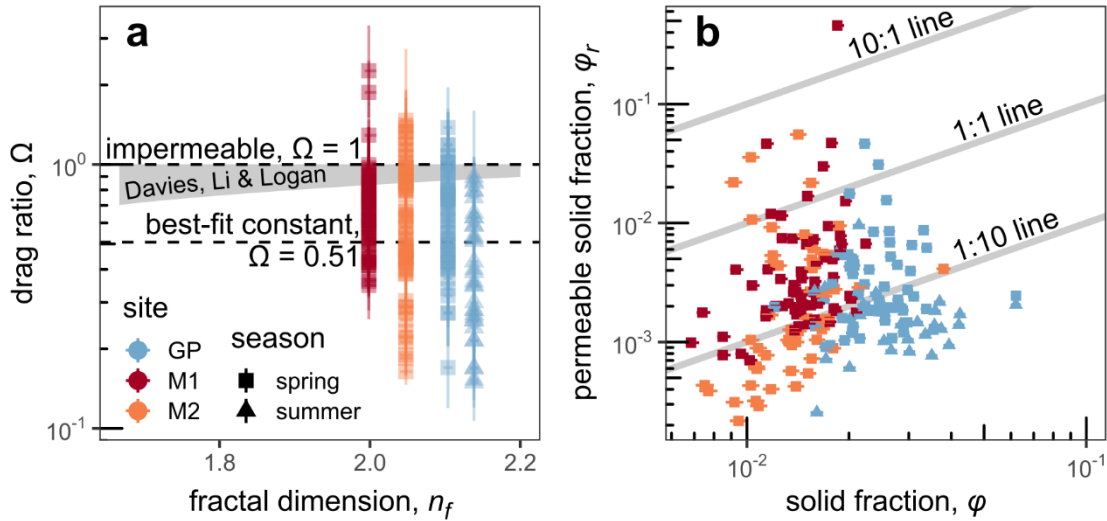 a
drag ratio, Ω
10⁰
10⁻¹
impermeable, Ω = 1
Davies, Li & Logan
best-fit constant,
Ω = 0.51
site
GP
M1
M2
season
spring
summer
1.8
2.0
2.2
fractal dimension, n_f
b
permeable solid fraction, φ_r
10⁻¹
10⁻²
10⁻³
10:1 line
1:1 line
1:10 line
10⁻²
10⁻¹
solid fraction, φ